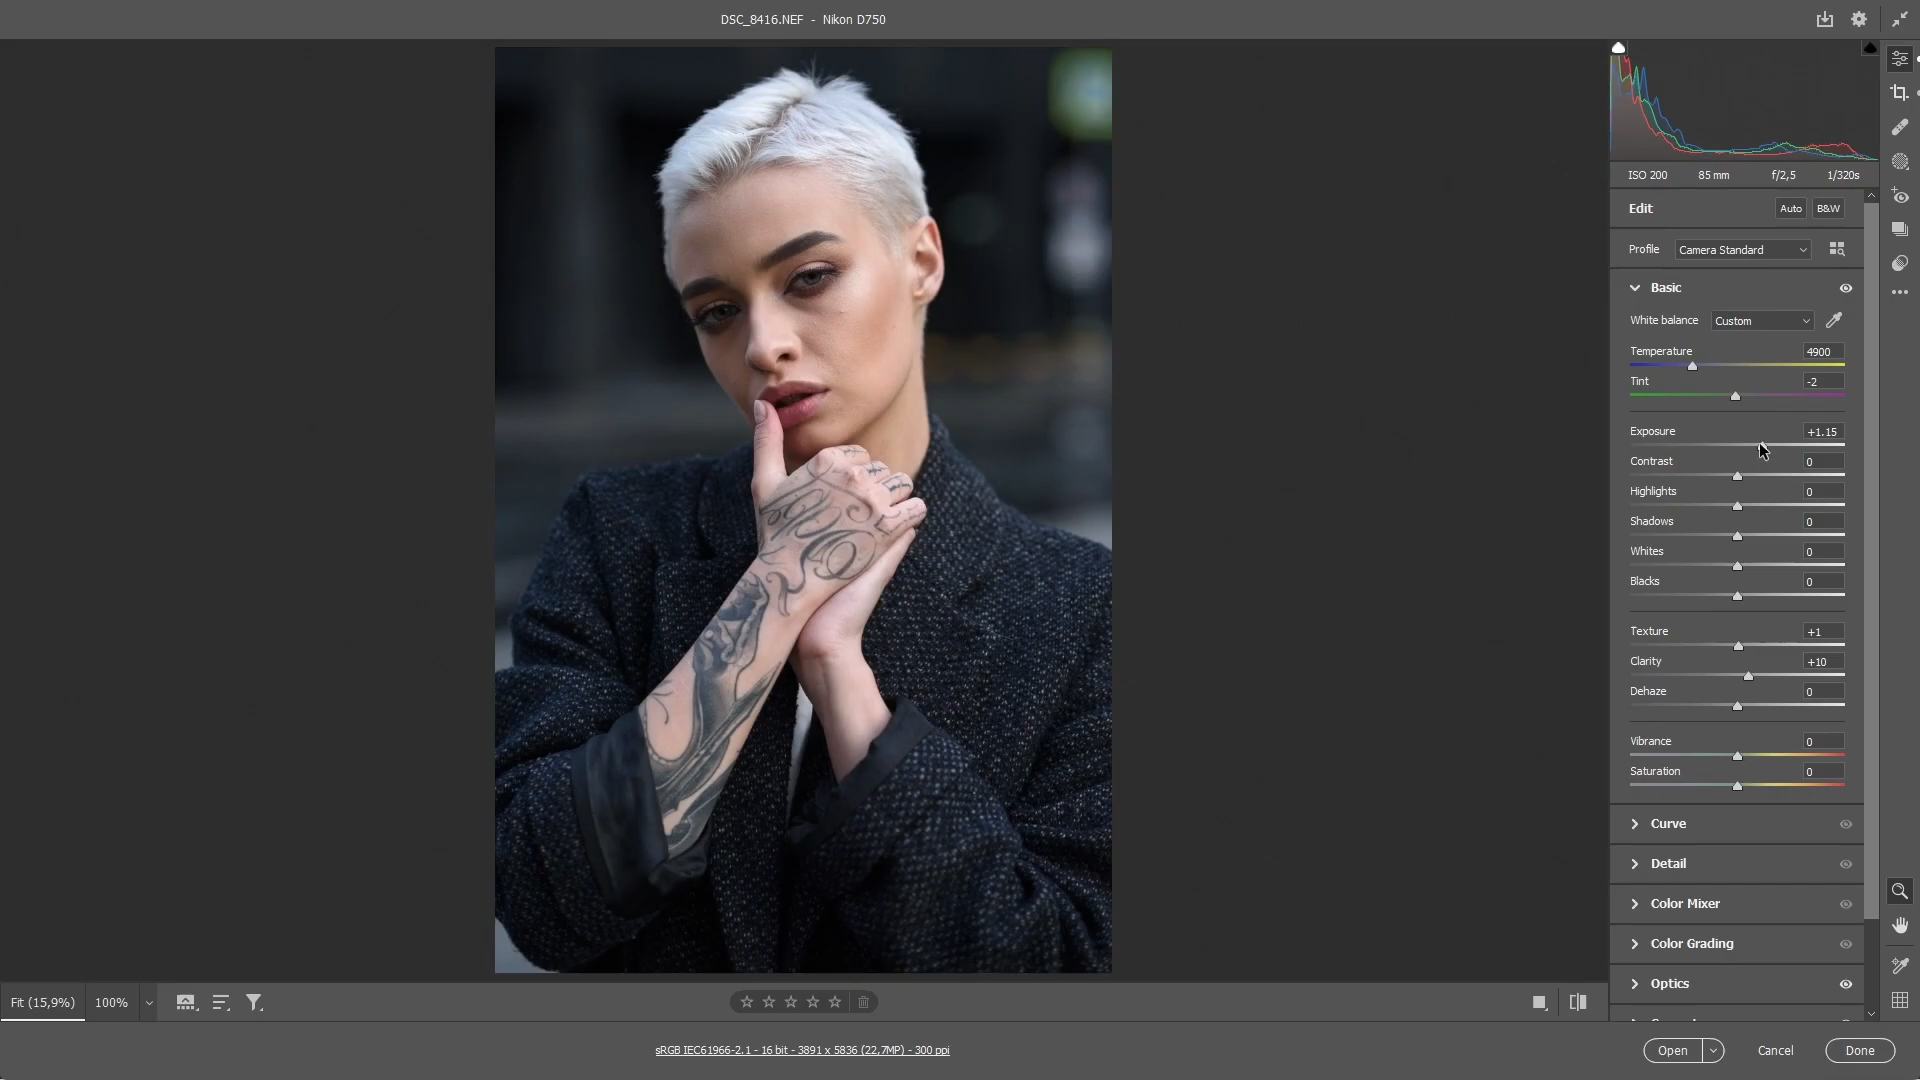 DSC_8416.NEF - Nikon D750
ISO 200 85 mm f/2,5 1/320s
Edit Auto B&W
Profile Camera Standard
Basic
White balance Custom
Temperature 4900
Tint -2
Exposure +1.15
Contrast 0
Highlights 0
Shadows 0
Whites 0
Blacks 0
Texture +1
Clarity +10
Dehaze 0
Vibrance 0
Saturation 0
Curve
Detail
Color Mixer
Color Grading
Optics
Fit (15,9%) 100%
sRGB IEC61966-2.1 - 16 bit - 3891 x 5836 (22,7MP) - 300 ppi
Open Cancel Done